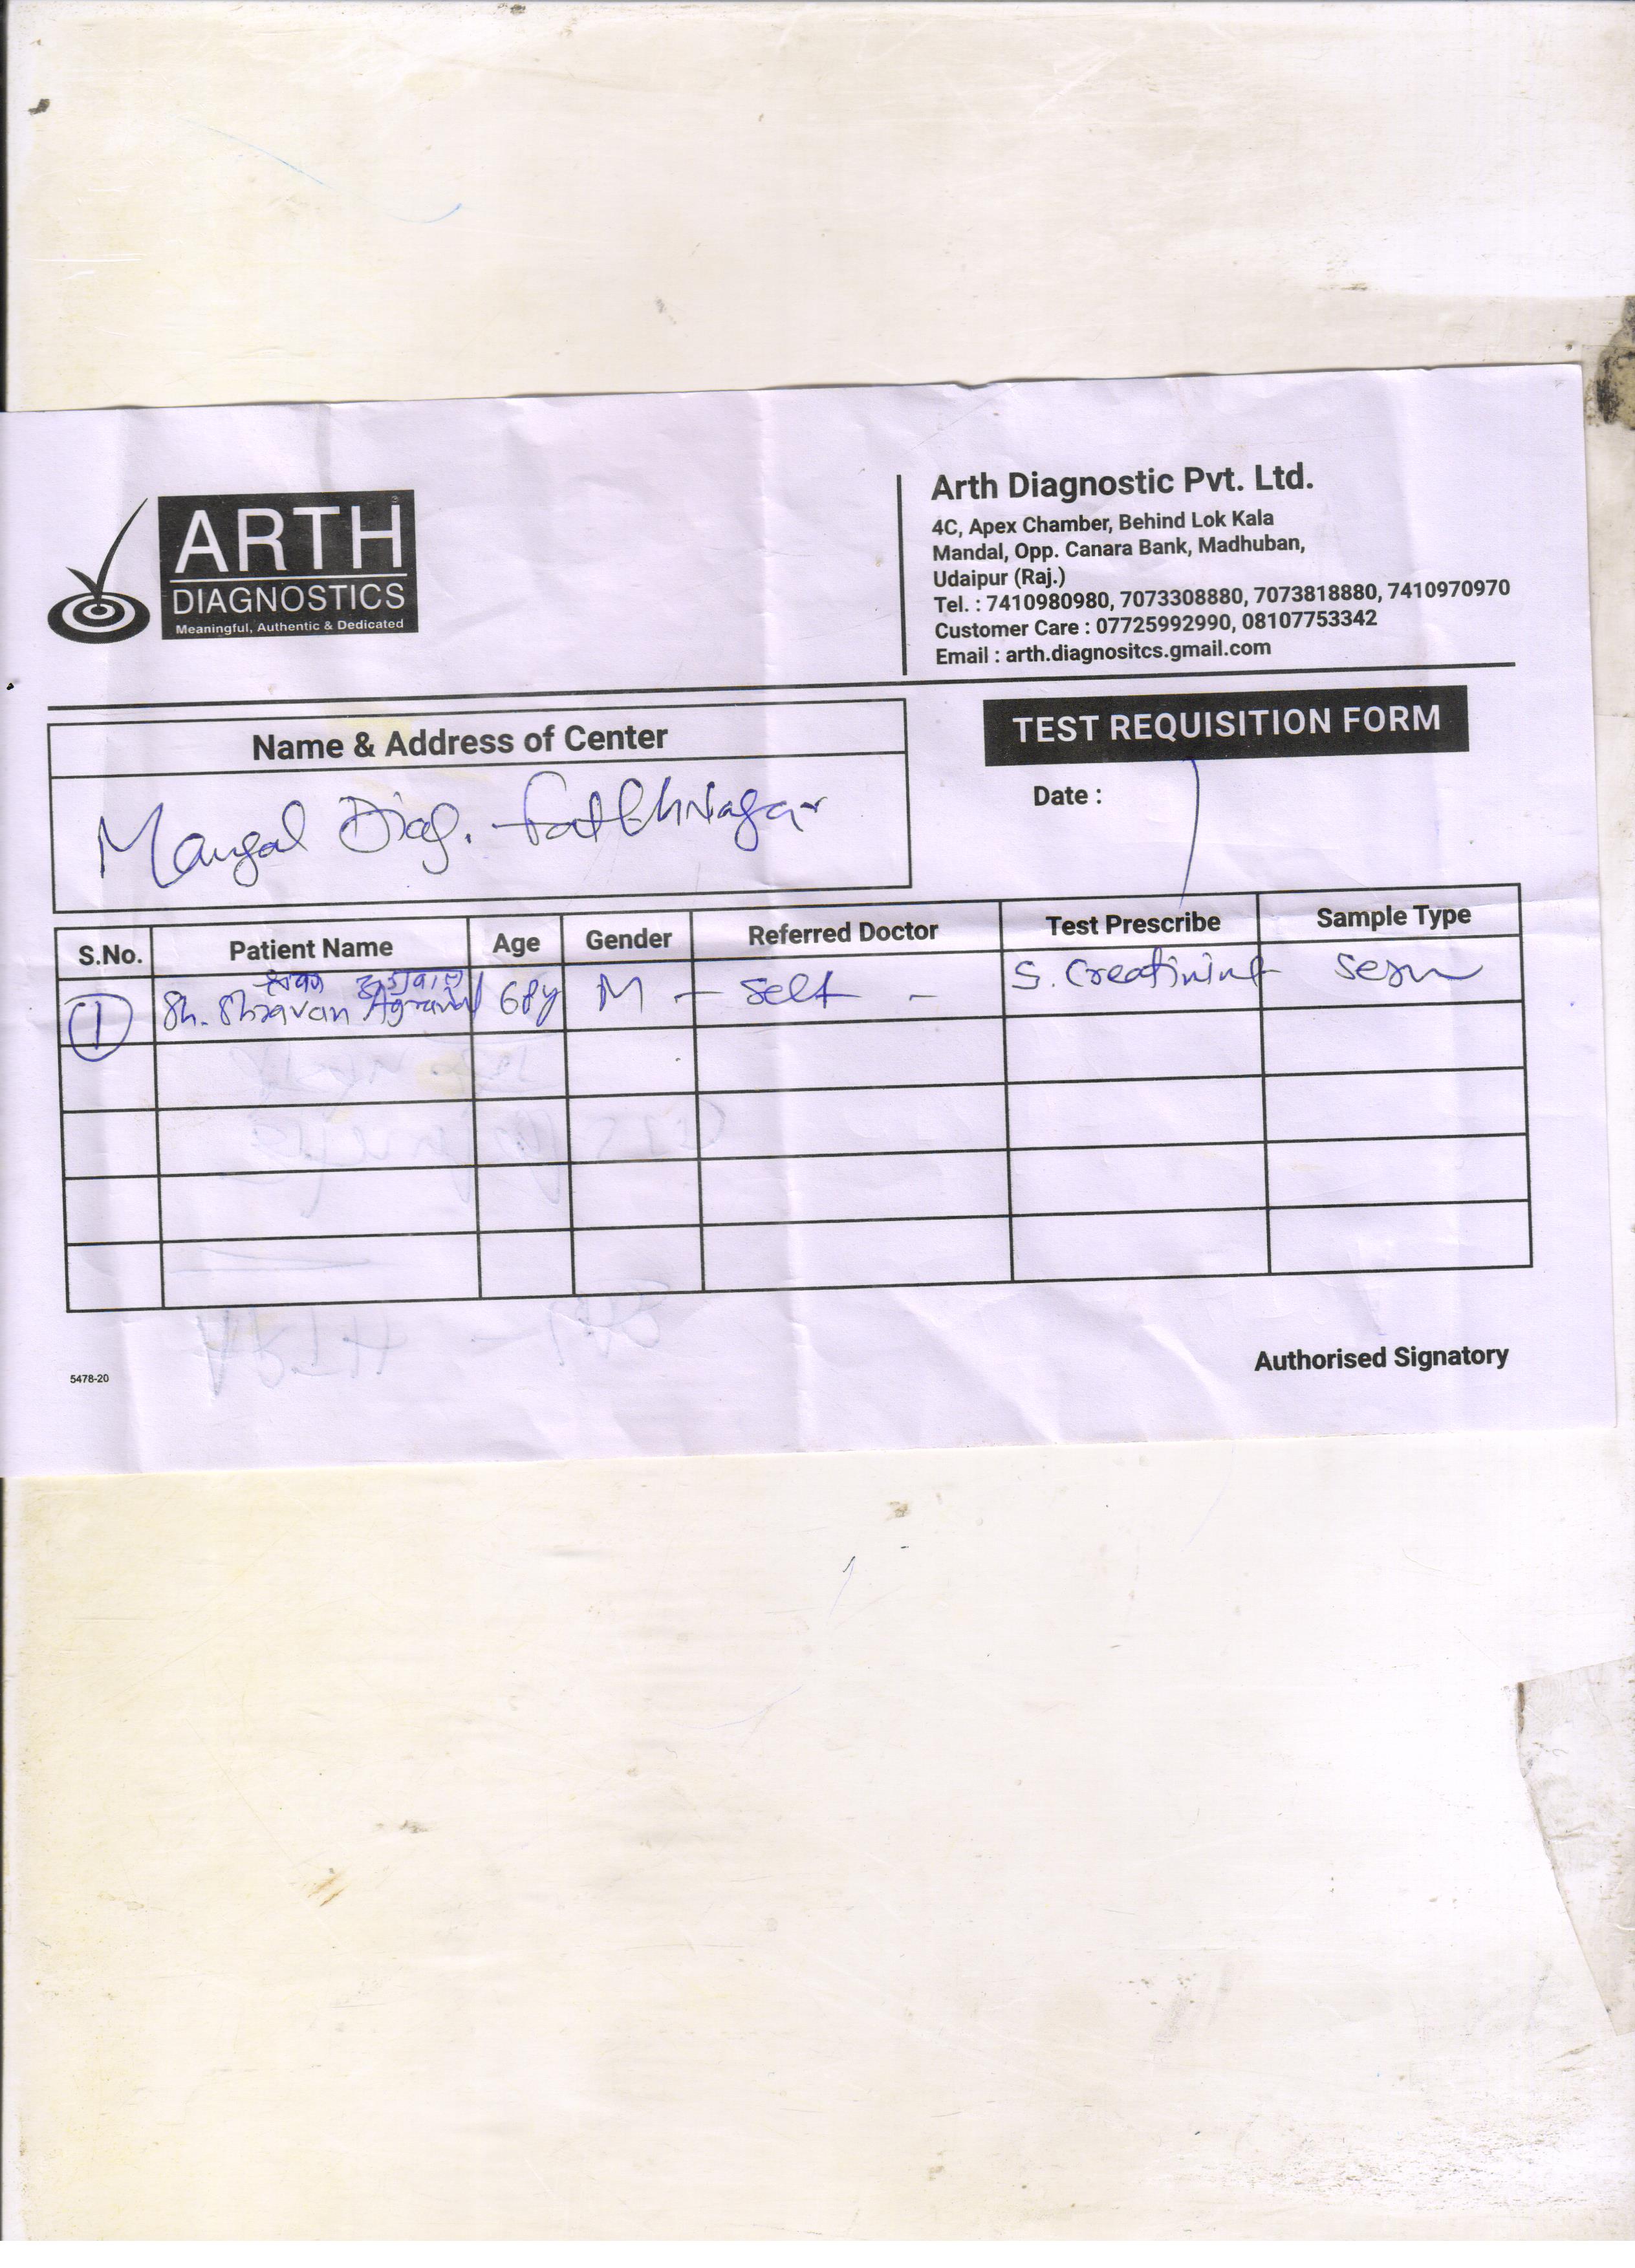 ARTH
DIAGNOSTICS
Meaningful, Authentic & Dedicated
Arth Diagnostic Pvt. Ltd.
4C, Apex Chamber, Behind Lok Kala
Mandal, Opp. Canara Bank, Madhuban,
Udaipur (Raj.)
Tel. : 7410980980, 7073308880, 7073818880, 7410970970
Customer Care : 07725992990, 08107753342
Email : arth.diagnositcs.gmail.com
Name & Address of Center
TEST REQUISITION FORM
Date :
Mangal Diag. Fatehnagar
S.No. Patient Name Age Gender Referred Doctor Test Prescribe Sample Type
श्रवण अग्रवाल
1 Sh. Shravan Agrawal 68y M - Self - S. Creatinine
Authorised Signatory
5478-20